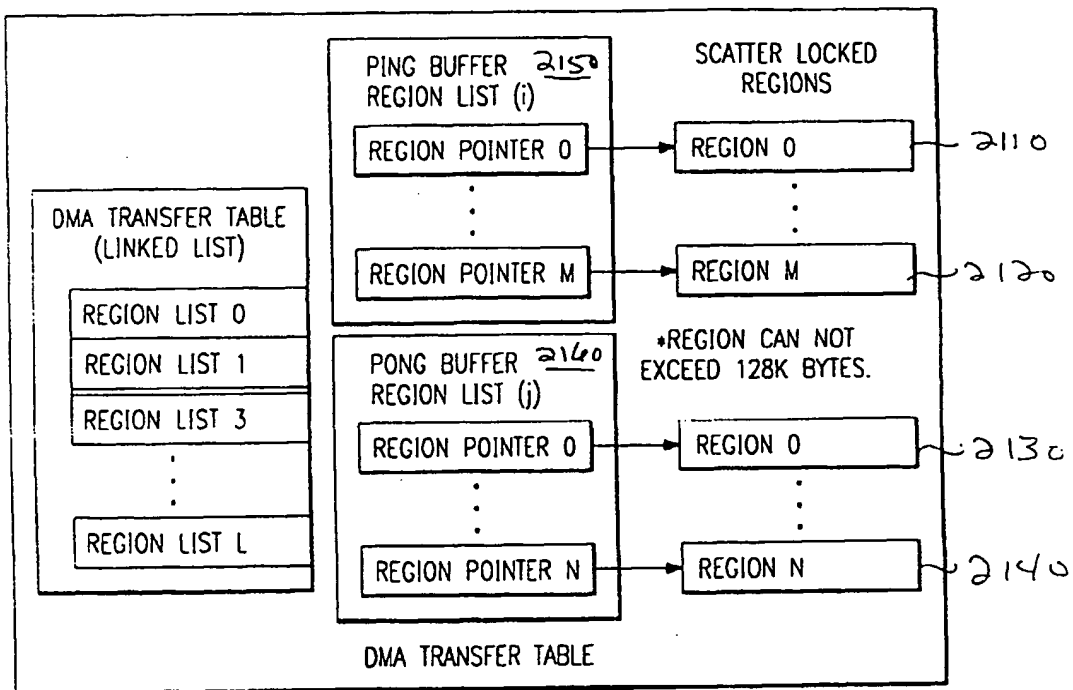 PING BUFFER 2150
REGION LIST (i)
REGION POINTER 0
REGION POINTER M
SCATTER LOCKED
REGIONS
REGION 0
2110
REGION M
2120
*REGION CAN NOT
EXCEED 128K BYTES.
DMA TRANSFER TABLE
(LINKED LIST)
REGION LIST 0
REGION LIST 1
REGION LIST 3
REGION LIST L
PONG BUFFER 2160
REGION LIST (j)
REGION POINTER 0
REGION POINTER N
REGION 0
2130
REGION N
2140
DMA TRANSFER TABLE